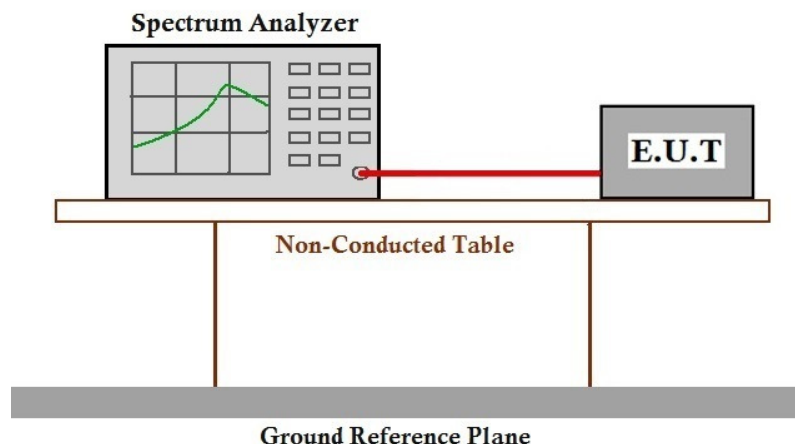 Spectrum Analyzer
E.U.T
Non-Conducted Table
Ground Reference Plane